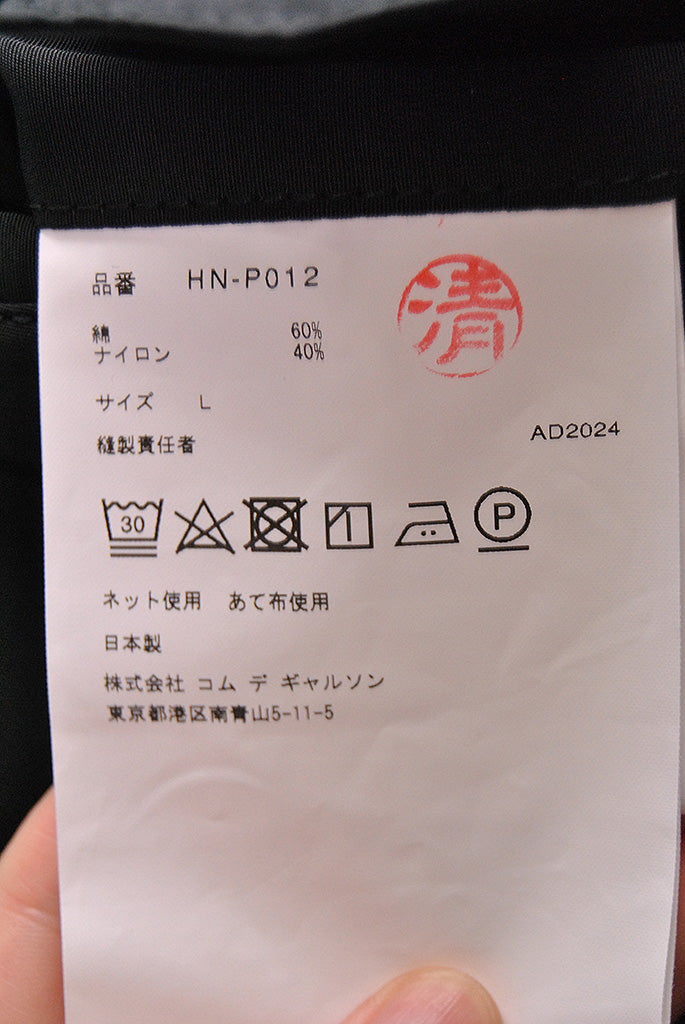 品番 HN-P012
清
綿 60%
ナイロン 40%
サイズ L
縫製責任者
AD2024
30
P
ネット使用 あて布使用
日本製
株式会社 コム デ ギャルソン
東京都港区南青山5-11-5